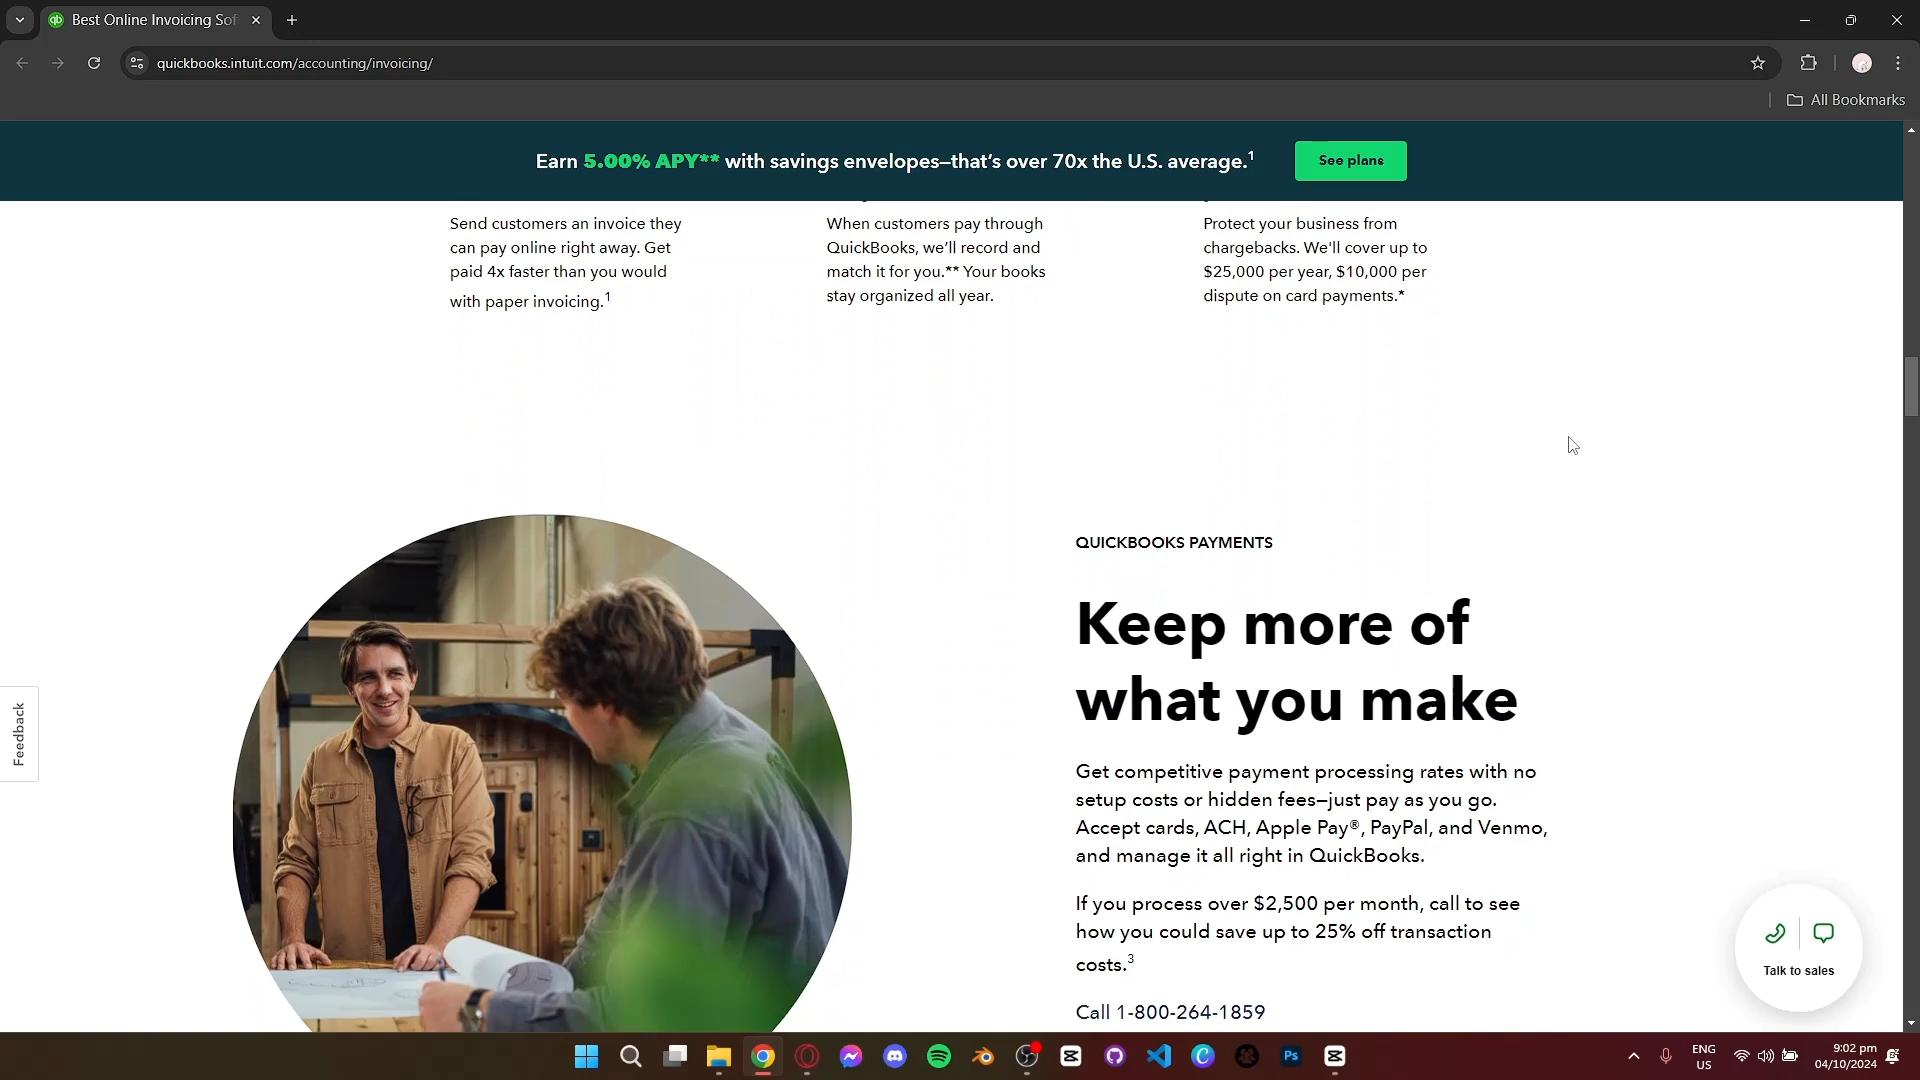 Best Online Invoicing Sof
quickbooks.intuit.com/accounting/invoicing/
All Bookmarks
Earn 5.00% APY** with savings envelopes—that's over 70x the U.S. average.1
See plans
Send customers an invoice they
can pay online right away. Get
paid 4x faster than you would
with paper invoicing.1
When customers pay through
QuickBooks, we'll record and
match it for you.** Your books
stay organized all year.
Protect your business from
chargebacks. We'll cover up to
$25,000 per year, $10,000 per
dispute on card payments.*
QUICKBOOKS PAYMENTS
Keep more of
what you make
Get competitive payment processing rates with no
setup costs or hidden fees—just pay as you go.
Accept cards, ACH, Apple Pay®, PayPal, and Venmo,
and manage it all right in QuickBooks.
If you process over $2,500 per month, call to see
how you could save up to 25% off transaction
costs.3
Call 1-800-264-1859
Feedback
Talk to sales
Ps
ENG
US
9:02 pm
04/10/2024